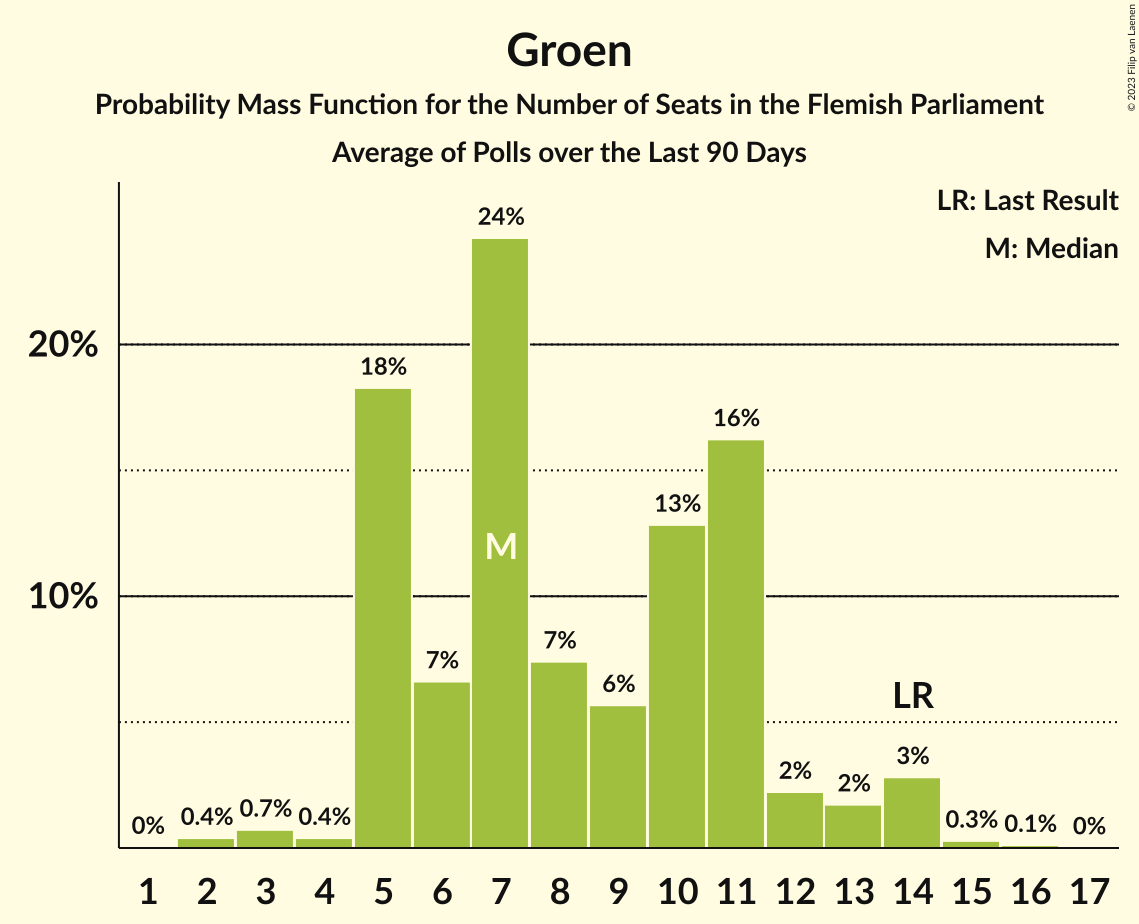 Groen
Probability Mass Function for the Number of Seats in the Flemish Parliament
Average of Polls over the Last 90 Days
© 2023 Filip van Laenen
LR: Last Result
M: Median
20%
10%
0%
0.4%
0.7%
0.4%
18%
7%
24%
7%
6%
13%
16%
2%
2%
3%
0.3%
0.1%
0%
M
LR
1 2 3 4 5 6 7 8 9 10 11 12 13 14 15 16 17